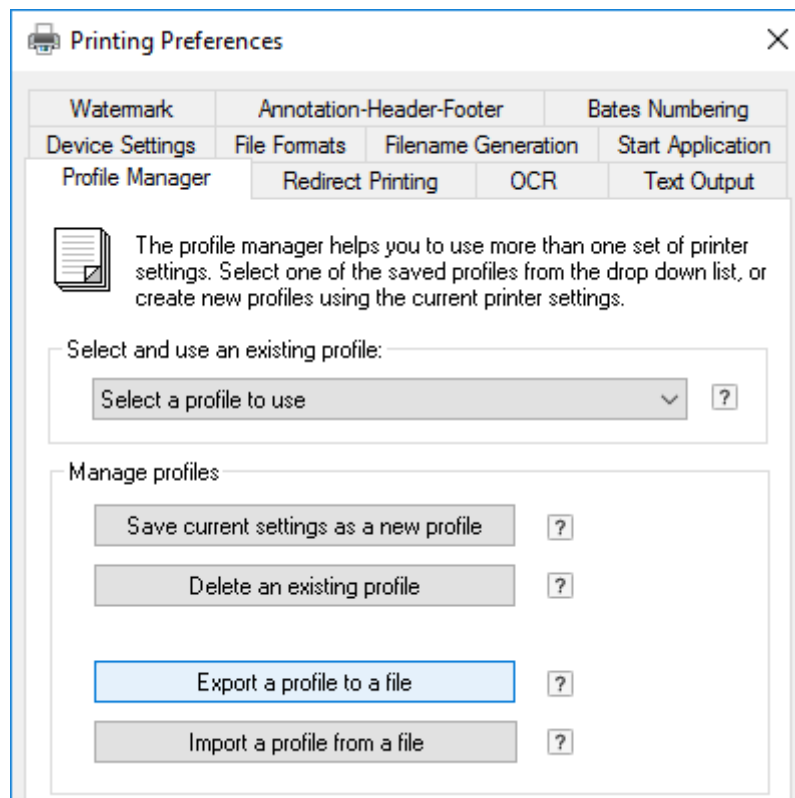 Printing Preferences
Watermark Annotation-Header-Footer Bates Numbering
Device Settings File Formats Filename Generation Start Application
Profile Manager Redirect Printing OCR Text Output
The profile manager helps you to use more than one set of printer
settings. Select one of the saved profiles from the drop down list, or
create new profiles using the current printer settings.
Select and use an existing profile:
Select a profile to use ?
Manage profiles
Save current settings as a new profile ?
Delete an existing profile ?
Export a profile to a file ?
Import a profile from a file ?